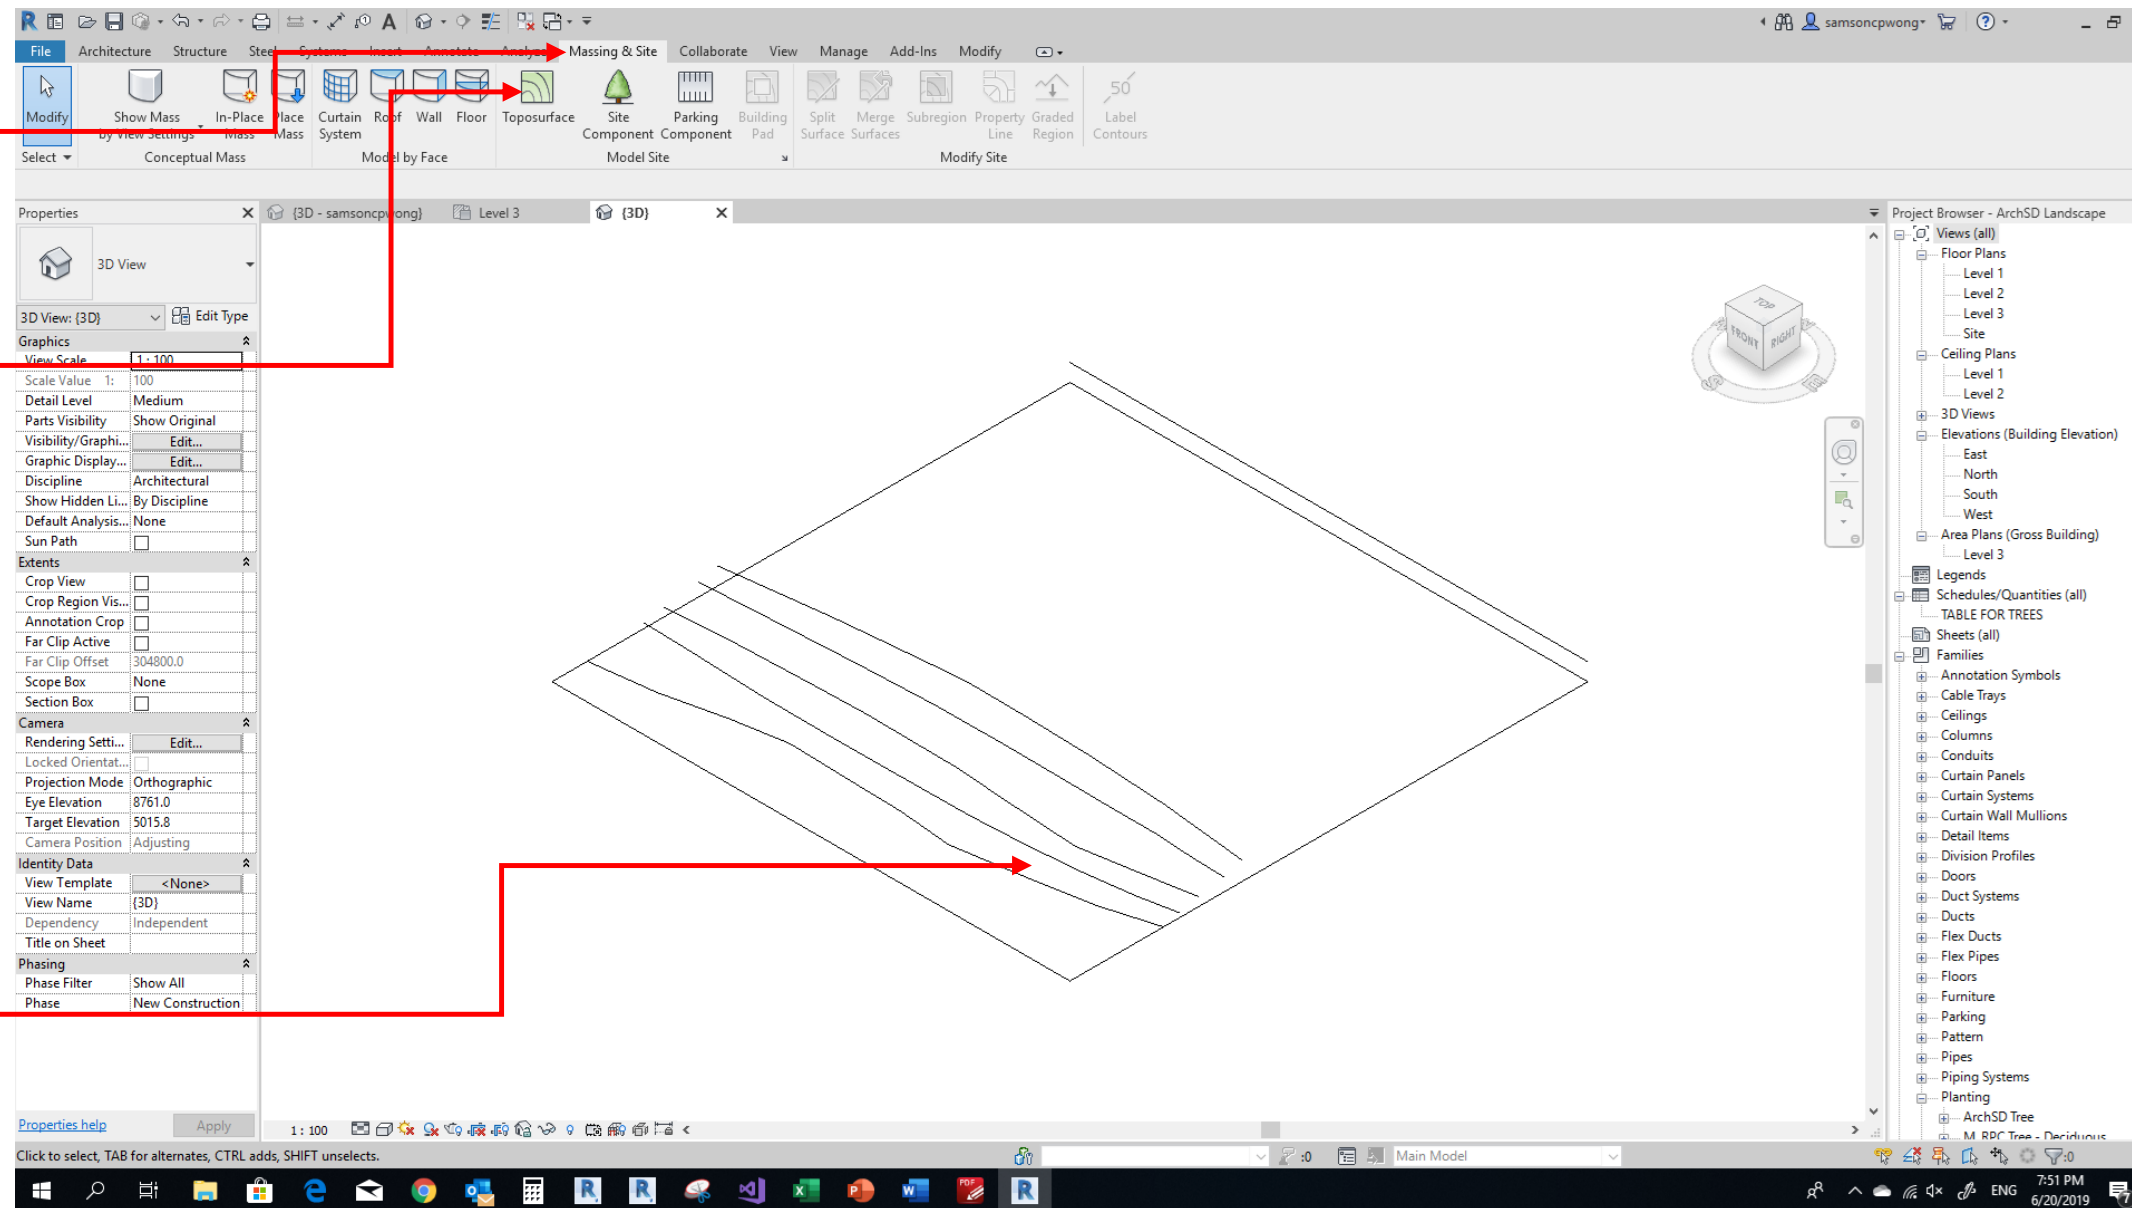 samsoncpwong
File Architecture Structure Steel Systems Insert Annotate Analyze Massing & Site Collaborate View Manage Add-Ins Modify
Modify
Show Mass
by View Settings
In-Place
Mass
Place
Mass
Curtain
System
Roof
Wall
Floor
Toposurface
Site
Component
Parking
Component
Building
Pad
Split
Surface
Merge
Surfaces
Subregion
Property
Line
Graded
Region
50
Label
Contours
Select
Conceptual Mass
Model by Face
Model Site
Modify Site
Properties
{3D - samsoncpwong}
Level 3
{3D}
Project Browser - ArchSD Landscape
3D View
3D View: {3D}
Edit Type
Graphics
View Scale 1 : 100
Scale Value 1: 100
Detail Level Medium
Parts Visibility Show Original
Visibility/Graphi... Edit...
Graphic Display... Edit...
Discipline Architectural
Show Hidden Li... By Discipline
Default Analysis... None
Sun Path
Extents
Crop View
Crop Region Vis...
Annotation Crop
Far Clip Active
Far Clip Offset 304800.0
Scope Box None
Section Box
Camera
Rendering Setti... Edit...
Locked Orientat...
Projection Mode Orthographic
Eye Elevation 8761.0
Target Elevation 5015.8
Camera Position Adjusting
Identity Data
View Template <None>
View Name {3D}
Dependency Independent
Title on Sheet
Phasing
Phase Filter Show All
Phase New Construction
Properties help
Apply
TOP
FRONT
RIGHT
S
E
Views (all)
Floor Plans
Level 1
Level 2
Level 3
Site
Ceiling Plans
Level 1
Level 2
3D Views
Elevations (Building Elevation)
East
North
South
West
Area Plans (Gross Building)
Level 3
Legends
Schedules/Quantities (all)
TABLE FOR TREES
Sheets (all)
Families
Annotation Symbols
Cable Trays
Ceilings
Columns
Conduits
Curtain Panels
Curtain Systems
Curtain Wall Mullions
Detail Items
Division Profiles
Doors
Duct Systems
Ducts
Flex Ducts
Flex Pipes
Floors
Furniture
Parking
Pattern
Pipes
Piping Systems
Planting
ArchSD Tree
M_RPC Tree - Deciduous
1 : 100
Click to select, TAB for alternates, CTRL adds, SHIFT unselects.
:0
Main Model
:0
ENG
7:51 PM
6/20/2019
7